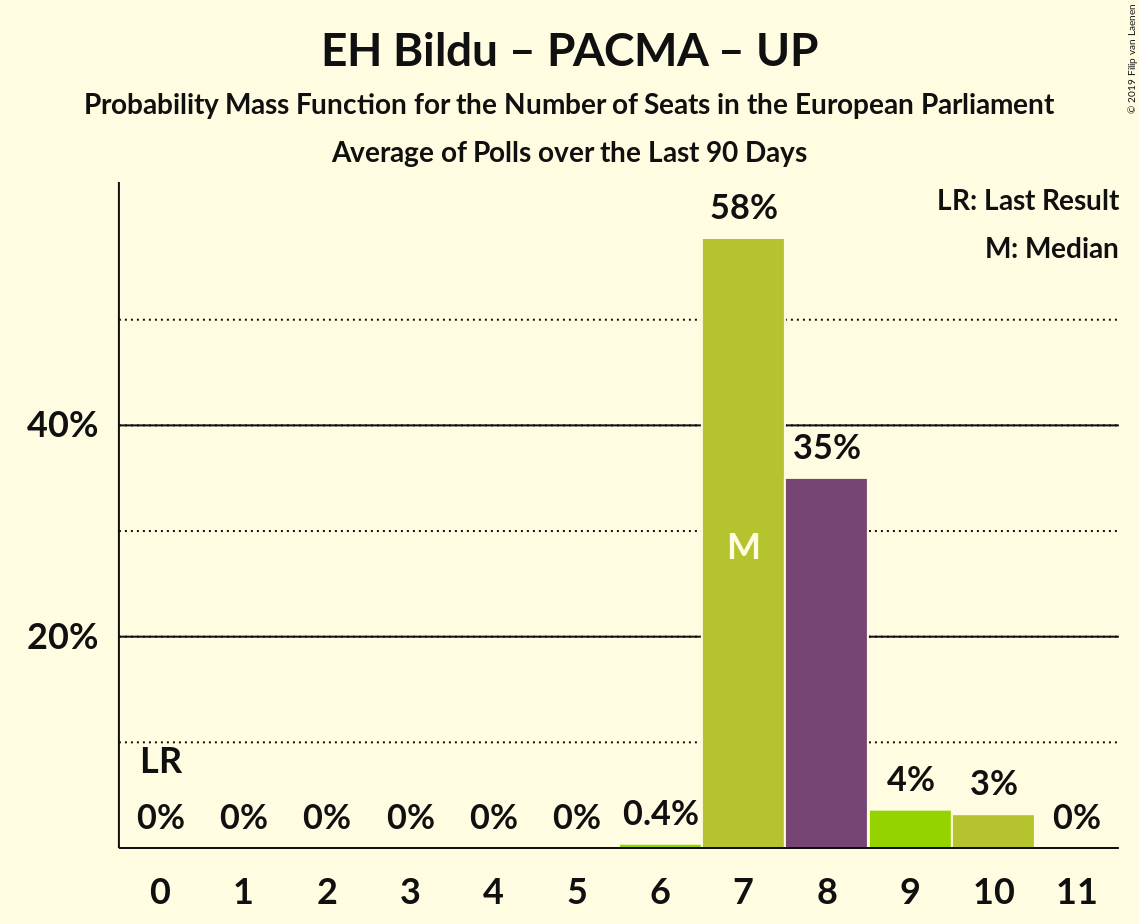 EH Bildu – PACMA – UP
Probability Mass Function for the Number of Seats in the European Parliament
Average of Polls over the Last 90 Days
© 2019 Filip van Laenen
LR: Last Result
M: Median
58%
40%
35%
M
20%
LR
4%
3%
0% 0% 0% 0% 0% 0% 0.4% 0%
0 1 2 3 4 5 6 7 8 9 10 11